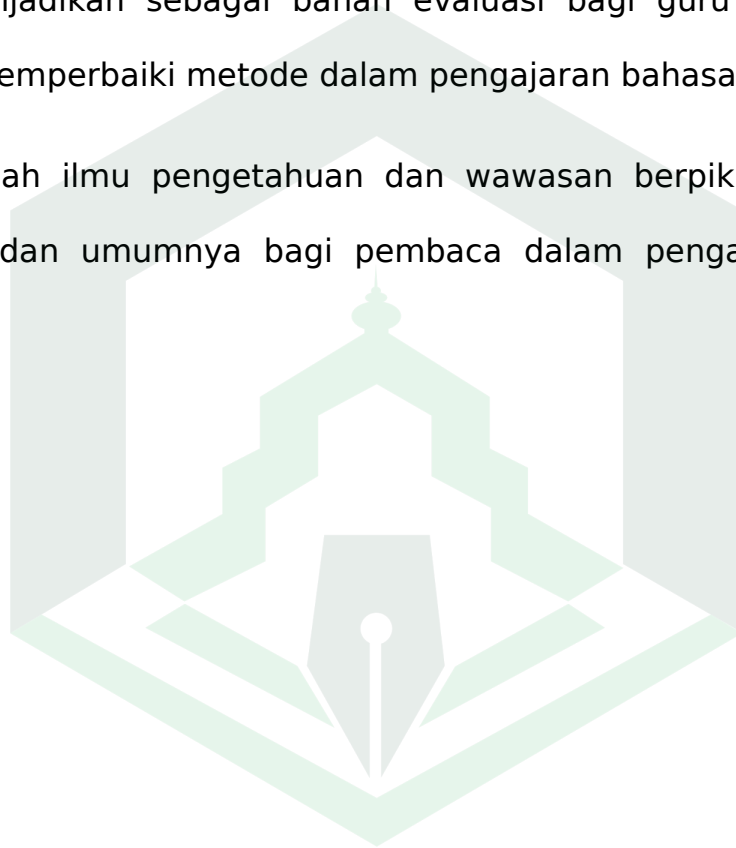 njadikan sebagai bahan evaluasi bagi guru
emperbaiki metode dalam pengajaran bahasa
ah ilmu pengetahuan dan wawasan berpik
dan umumnya bagi pembaca dalam penga